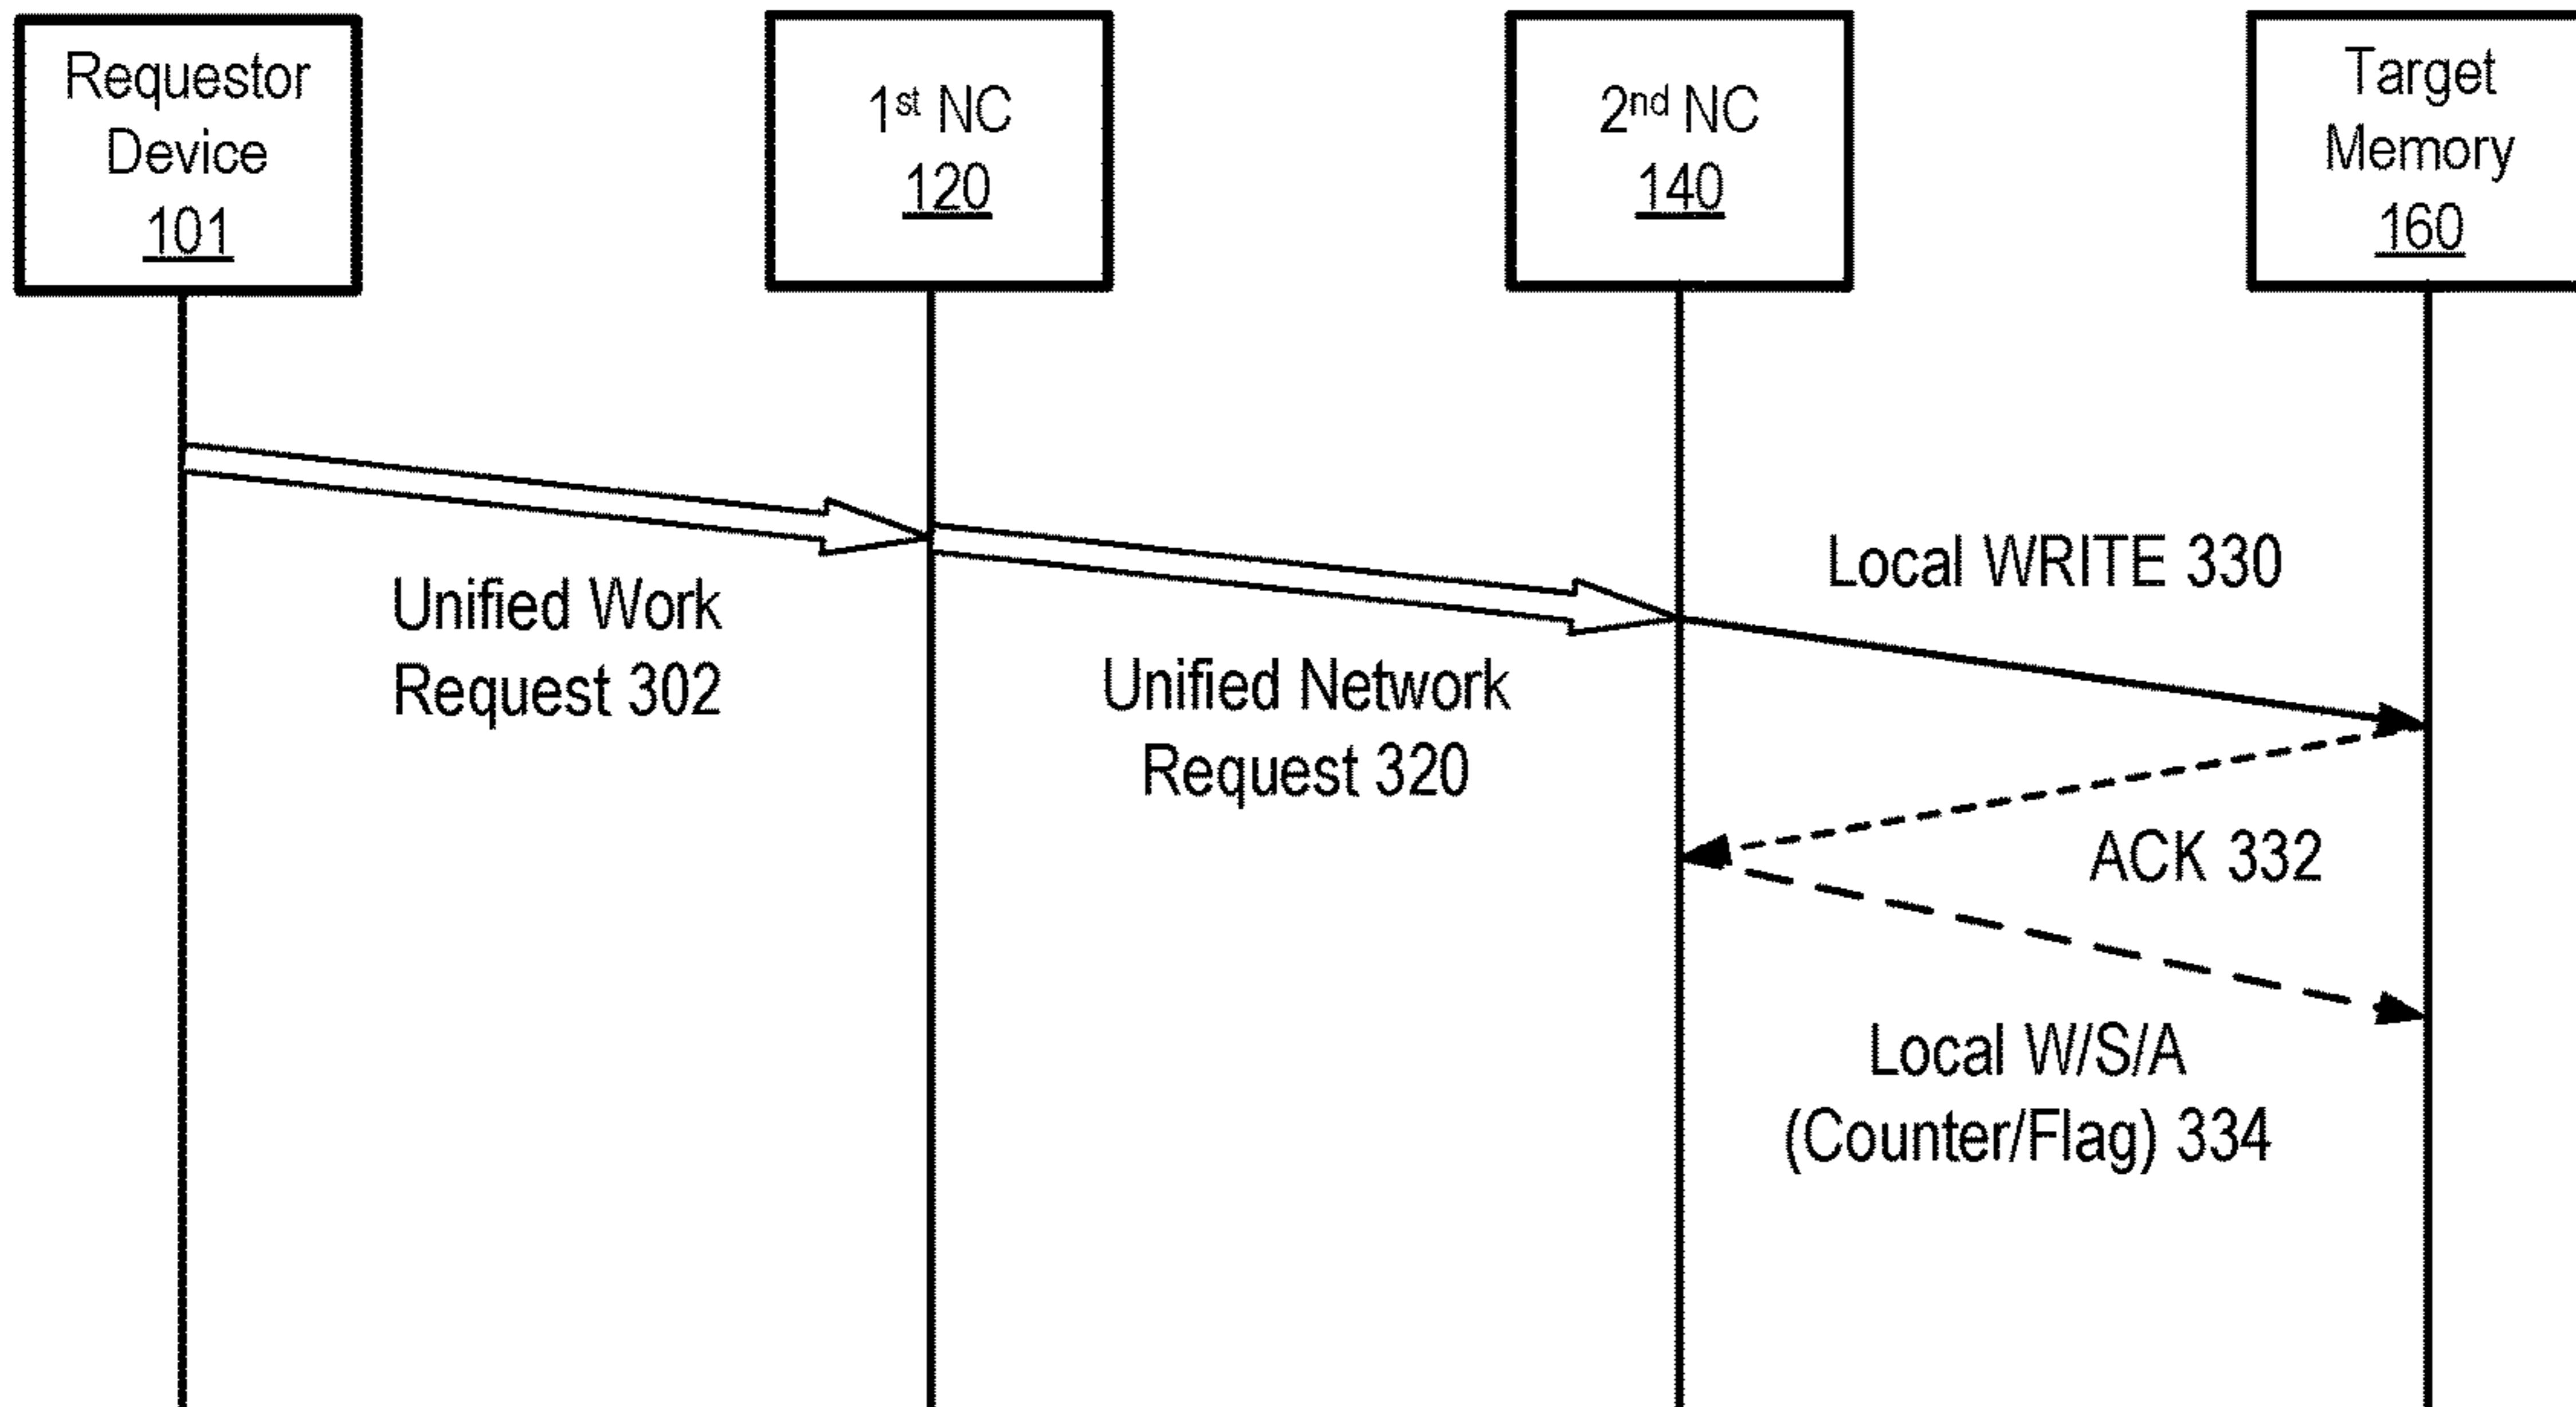 Requestor
Device
101
1st NC
120
2nd NC
140
Target
Memory
160
Local WRITE 330
Unified Work
Request 302
Unified Network
Request 320
ACK 332
Local W/S/A
(Counter/Flag) 334